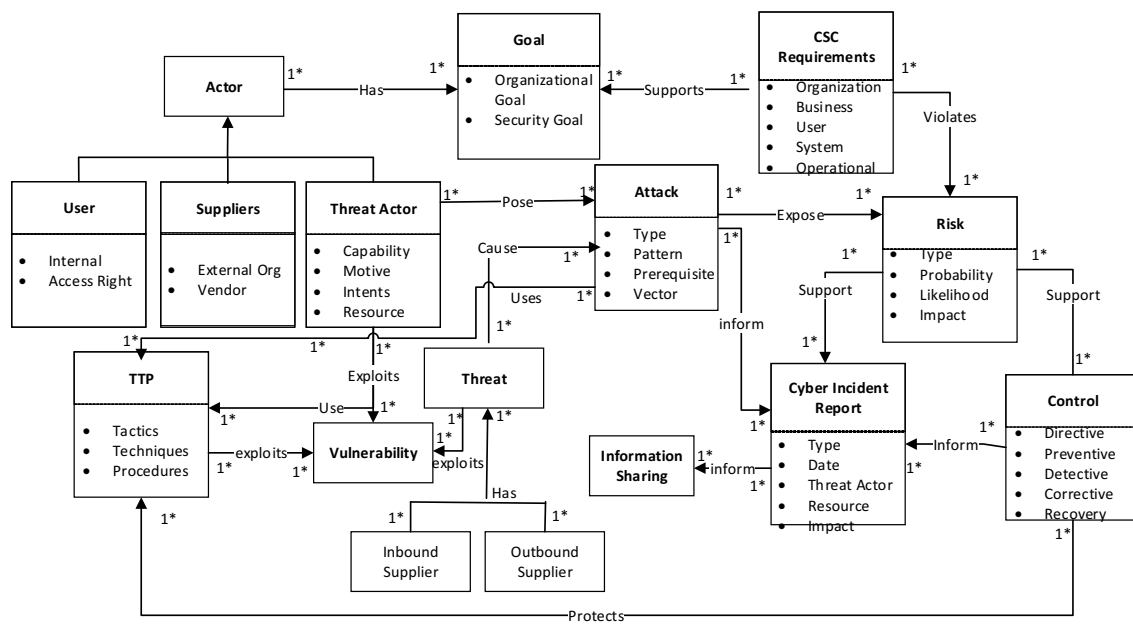 Goal
• Organizational
Goal
• Security Goal
CSC
Requirements
• Organization
• Business
• User
• System
• Operational
Actor
1*
Has
1*
1*
Supports
1*
1*
Violates
1*
User
• Internal
• Access Right
Suppliers
• External Org
• Vendor
Threat Actor
• Capability
• Motive
• Intents
• Resource
1*
Pose
1*
Attack
• Type
• Pattern
• Prerequisite
• Vector
1*
Expose
1*
Risk
• Type
• Probability
• Likelihood
• Impact
Cause
1*
1*
Uses
1*
1*
1*
inform
1*
1*
Support
1*
1*
Support
1*
1*
1*
Exploits
1*
TTP
• Tactics
• Techniques
• Procedures
Use
1*
1*
exploits
1*
Vulnerability
Threat
1*
1*
exploits
1*
Has
1*
1*
Inbound
Supplier
Outbound
Supplier
Information
Sharing
1*
inform
1*
Cyber Incident
Report
• Type
• Date
• Threat Actor
• Resource
• Impact
1*
Inform
1*
Control
• Directive
• Preventive
• Detective
• Corrective
• Recovery
1*
Protects
1*